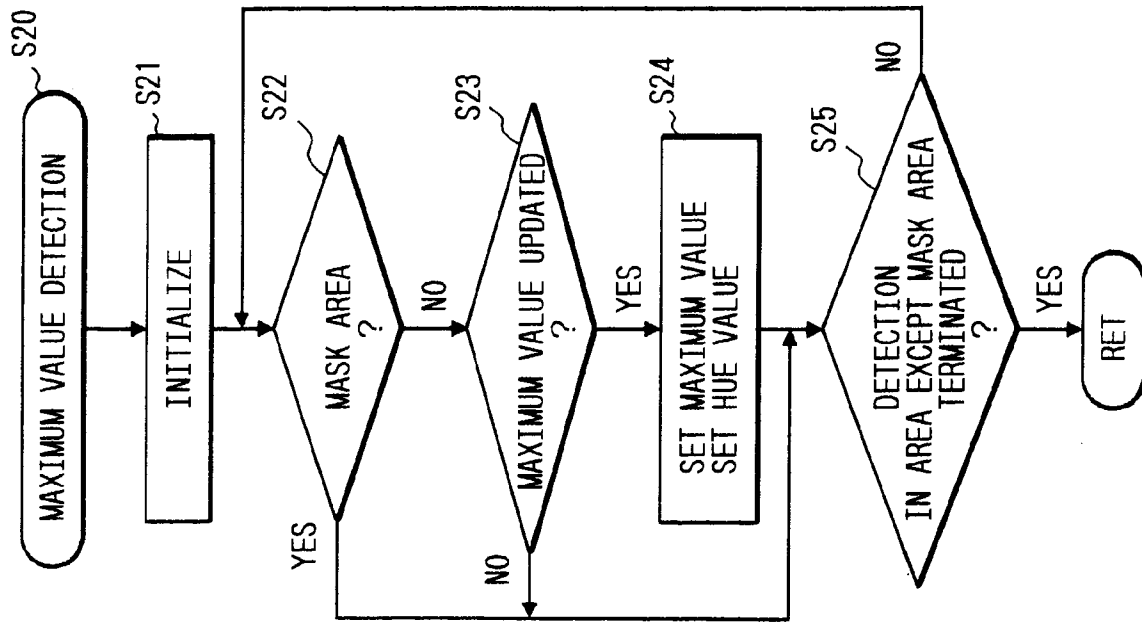 MAXIMUM VALUE DETECTION
S20
INITIALIZE
S21
MASK AREA
?
S22
YES
NO
MAXIMUM VALUE UPDATED
?
S23
NO
YES
SET MAXIMUM VALUE
SET HUE VALUE
S24
DETECTION
IN AREA EXCEPT MASK AREA
TERMINATED
?
S25
NO
YES
RET